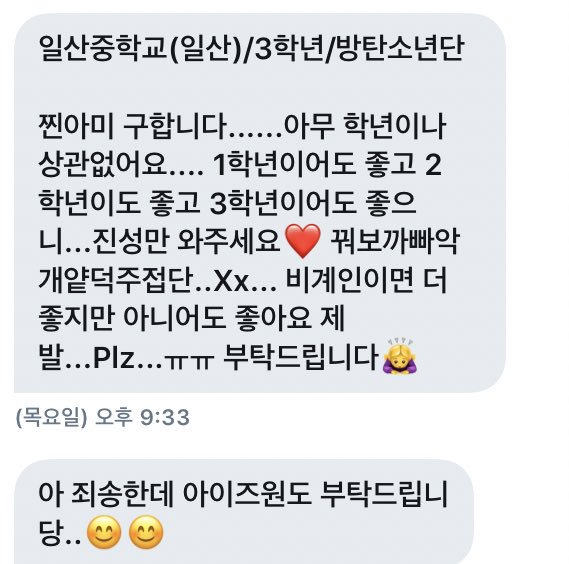 일산중학교(일산)/3학년/방탄소년단
찐아미 구합니다......아무 학년이나
상관없어요.... 1학년이어도 좋고 2
학년이도 좋고 3학년이어도 좋으
니...진성만 와주세요❤️ 꿔보까빠악
개얕덕주접단..Xx... 비계인이면 더
좋지만 아니어도 좋아요 제
발...Plz...ㅠㅠ 부탁드립니다🙇‍♀️
(목요일) 오후 9:33
아 죄송한데 아이즈원도 부탁드립니
당..😊😊